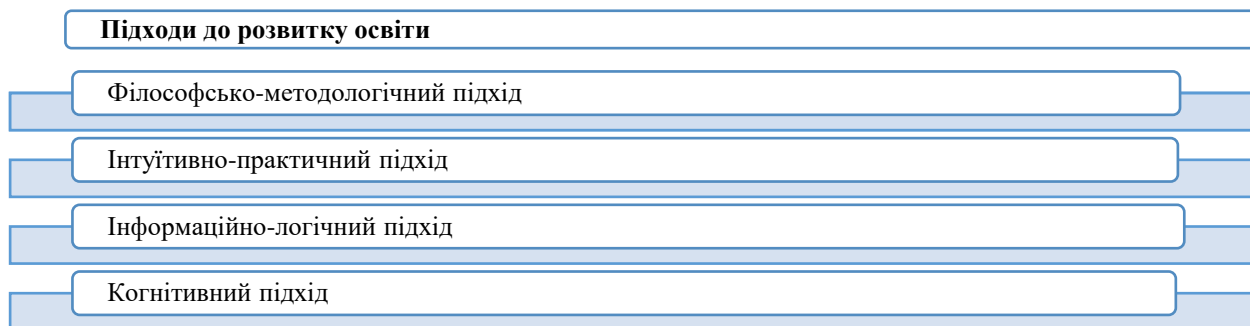 Підходи до розвитку освіти
Філософсько-методологічний підхід
Інтуїтивно-практичний підхід
Інформаційно-логічний підхід
Когнітивний підхід